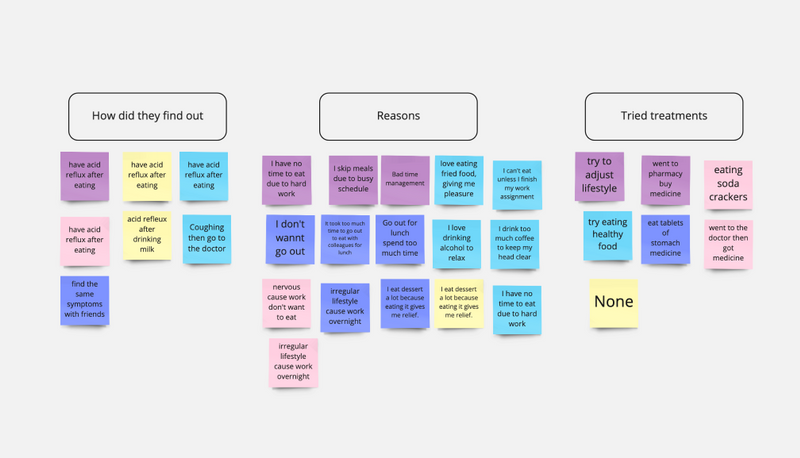 How did they find out
Reasons
Tried treatments
have acid
reflux after
eating
have acid
reflux after
eating
have acid
reflux after
eating
have acid
reflux after
eating
acid refleux
after
drinking
milk
Coughing
then go to
the doctor
find the
same
symptoms
with friends
I have no
time to eat
due to hard
work
I skip meals
due to busy
schedule
Bad time
management
love eating
fried food,
giving me
pleasure
I can't eat
unless I finish
my work
assignment
I don't
wannt
go out
It took too much
time to go out
to eat with
colleagues for
lunch
Go out for
lunch
spend too
much time
I love
drinking
alcohol to
relax
I drink too
much coffee
to keep my
head clear
nervous
cause work
don't want
to eat
irregular
lifestyle
cause work
overnight
I eat dessert
a lot because
eating it gives
me relief.
I eat dessert
a lot because
eating it gives
me relief.
I have no
time to eat
due to hard
work
irregular
lifestyle
cause work
overnight
try to
adjust
lifestyle
went to
pharmacy
buy
medicine
eating
soda
crackers
try eating
healthy
food
eat tablets
of
stomach
medicine
went to the
doctor then
got
medicine
None